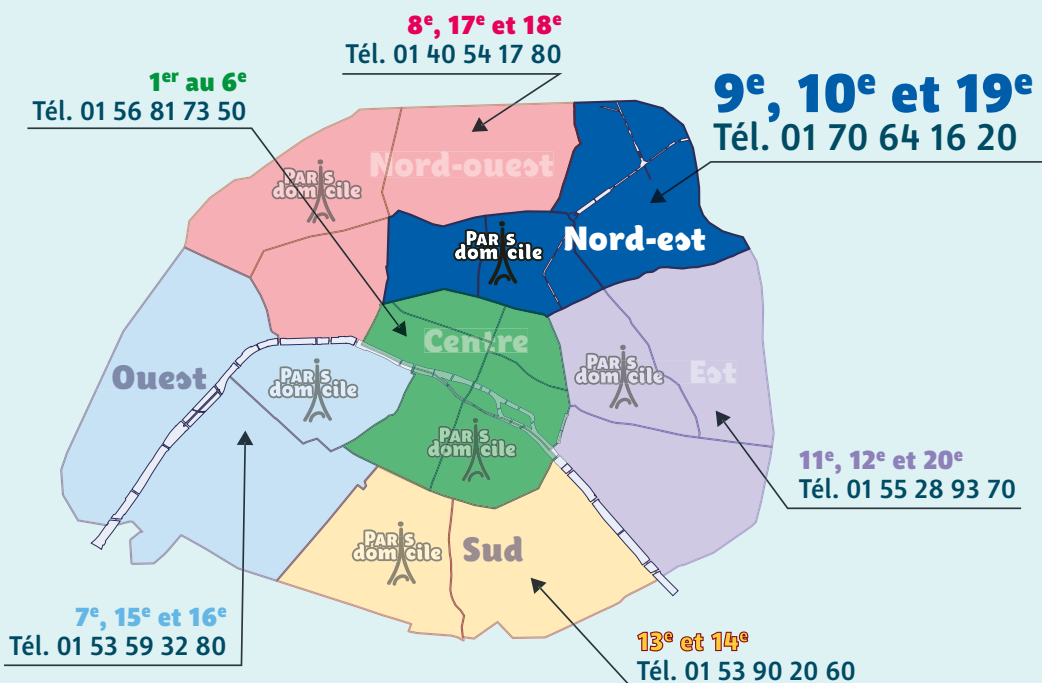 8e, 17e et 18e
Tél. 01 40 54 17 80
1er au 6e
Tél. 01 56 81 73 50
9e, 10e et 19e
Tél. 01 70 64 16 20
Nord-ouest
PARIS
domicile
Nord-est
PARIS
domicile
Centre
Ouest
PARIS
domicile
PARIS
domicile
Est
PARIS
domicile
11e, 12e et 20e
Tél. 01 55 28 93 70
PARIS
domicile
Sud
7e, 15e et 16e
Tél. 01 53 59 32 80
13e et 14e
Tél. 01 53 90 20 60